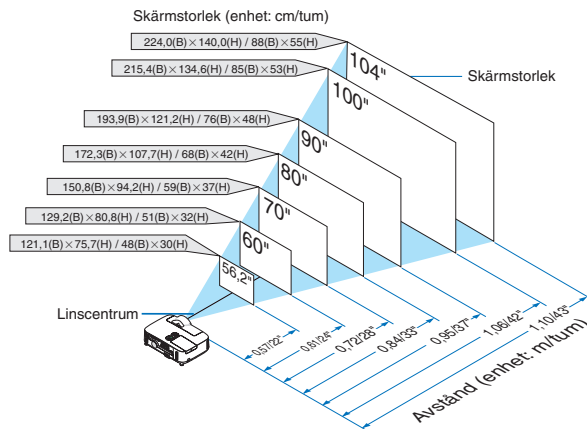 Skärmstorlek (enhet: cm/tum)
224,0(B)×140,0(H) / 88(B)×55(H)
215,4(B)×134,6(H) / 85(B)×53(H)
193,9(B)×121,2(H) / 76(B)×48(H)
172,3(B)×107,7(H) / 68(B)×42(H)
150,8(B)×94,2(H) / 59(B)×37(H)
129,2(B)×80,8(H) / 51(B)×32(H)
121,1(B)×75,7(H) / 48(B)×30(H)
104"
100"
90"
80"
70"
60"
56,2"
Skärmstorlek
Linscentrum
0,57/22"
0,61/24"
0,72/28"
0,84/33"
0,95/37"
1,06/42"
1,10/43"
Avstånd (enhet: m/tum)